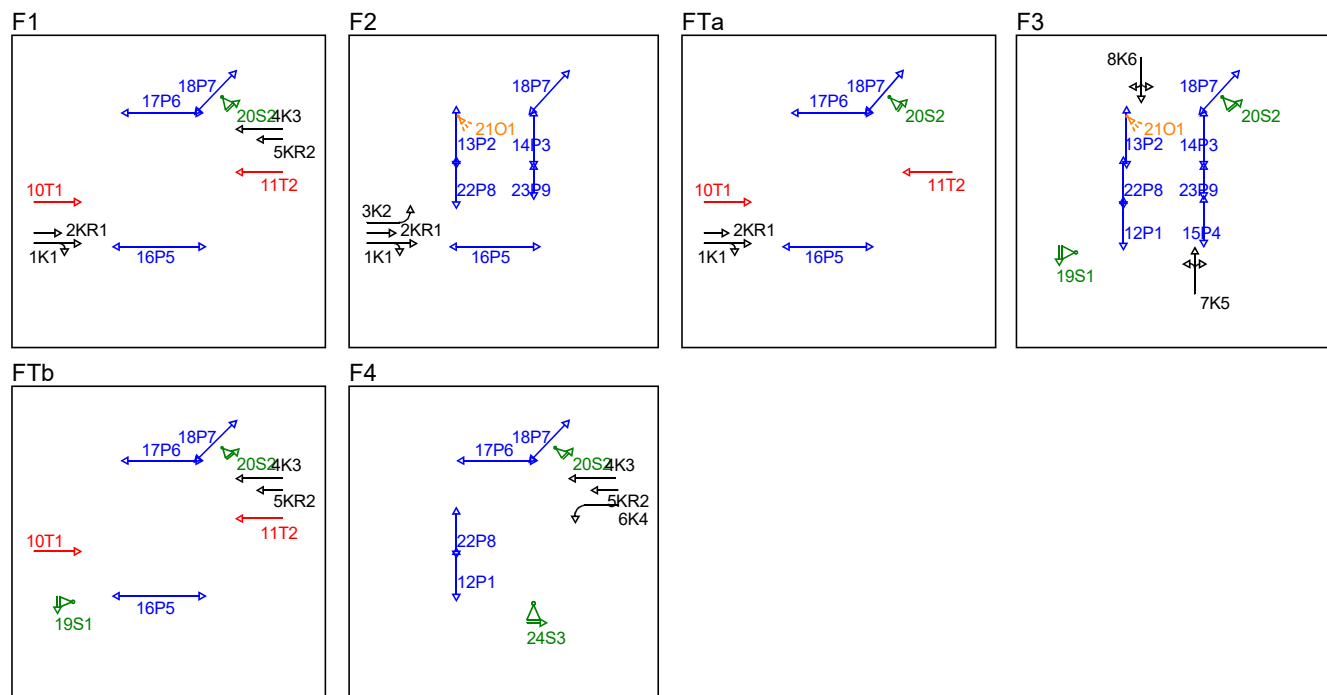 F1
18P7
17P6
20S2
4K3
5KR2
11T2
10T1
2KR1
1K1
16P5
F2
18P7
21O1
13P2
14P3
22P8
23P9
3K2
2KR1
1K1
16P5
FTa
18P7
17P6
20S2
11T2
10T1
2KR1
1K1
16P5
F3
8K6
18P7
20S2
21O1
13P2
14P3
22P8
23P9
12P1
15P4
19S1
7K5
FTb
18P7
17P6
20S2
4K3
5KR2
11T2
10T1
19S1
16P5
F4
18P7
17P6
20S2
4K3
5KR2
6K4
22P8
12P1
24S3